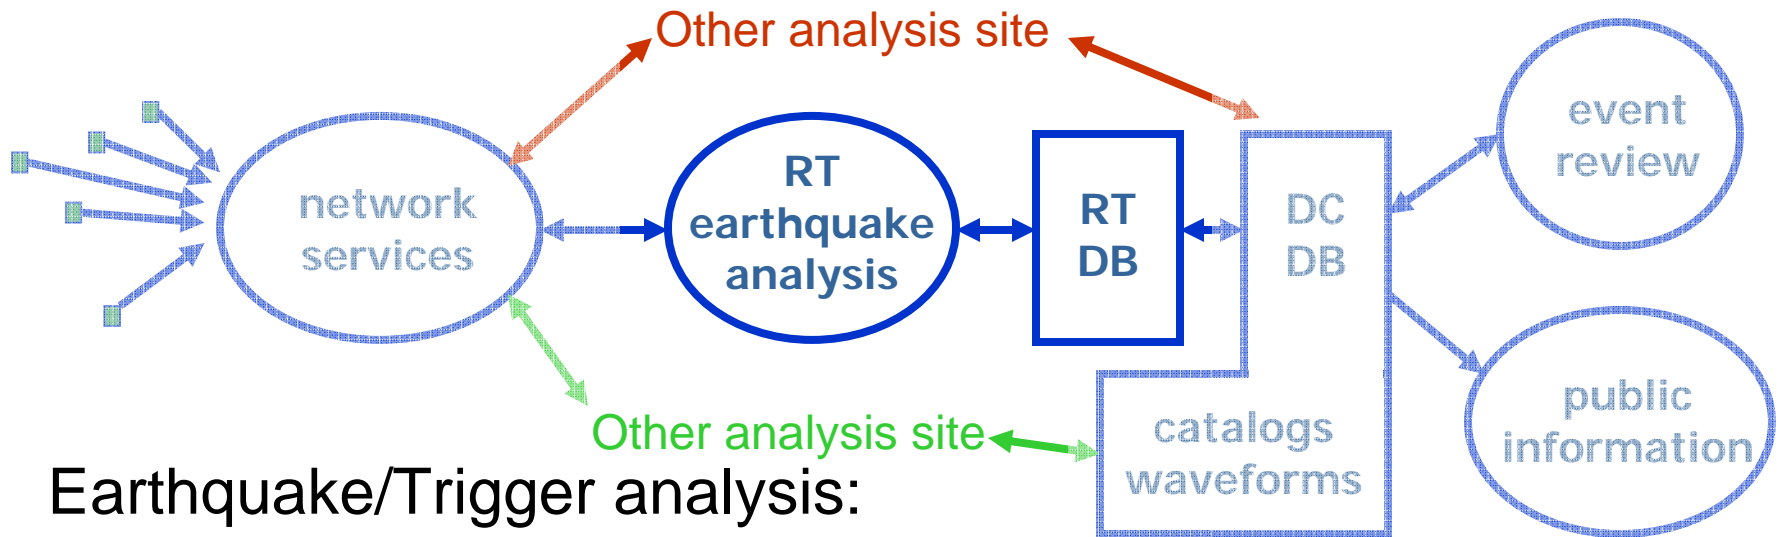 Other analysis site
network
services
RT
earthquake
analysis
RT
DB
DC
DB
event
review
public
information
catalogs
waveforms
Other analysis site
Earthquake/Trigger analysis: